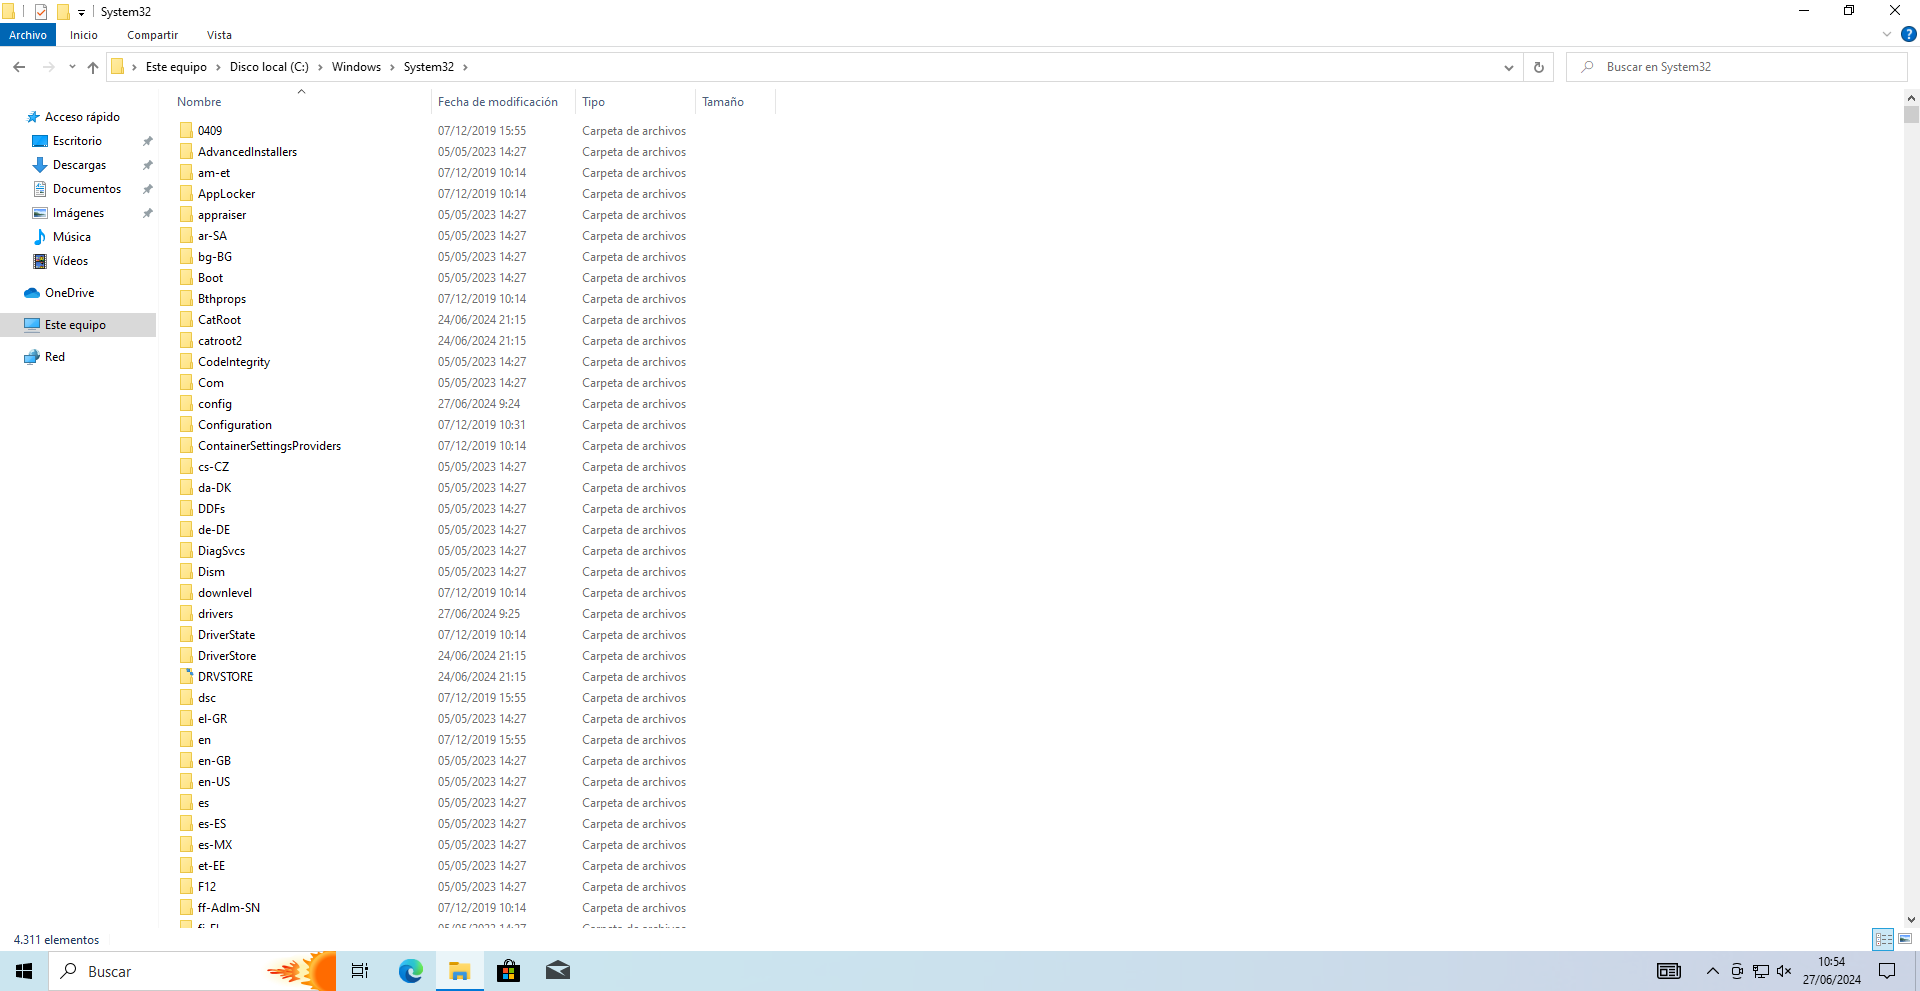 System32
Archivo Inicio Compartir Vista
Este equipo Disco local (C:) Windows System32 Buscar en System32
Acceso rápido
Escritorio
Descargas
Documentos
Imágenes
Música
Vídeos
OneDrive
Este equipo
Red
Nombre Fecha de modificación Tipo Tamaño
0409 07/12/2019 15:55 Carpeta de archivos
AdvancedInstallers 05/05/2023 14:27 Carpeta de archivos
am-et 07/12/2019 10:14 Carpeta de archivos
AppLocker 07/12/2019 10:14 Carpeta de archivos
appraiser 05/05/2023 14:27 Carpeta de archivos
ar-SA 05/05/2023 14:27 Carpeta de archivos
bg-BG 05/05/2023 14:27 Carpeta de archivos
Boot 05/05/2023 14:27 Carpeta de archivos
Bthprops 07/12/2019 10:14 Carpeta de archivos
CatRoot 24/06/2024 21:15 Carpeta de archivos
catroot2 24/06/2024 21:15 Carpeta de archivos
CodeIntegrity 05/05/2023 14:27 Carpeta de archivos
Com 05/05/2023 14:27 Carpeta de archivos
config 27/06/2024 9:24 Carpeta de archivos
Configuration 07/12/2019 10:31 Carpeta de archivos
ContainerSettingsProviders 07/12/2019 10:14 Carpeta de archivos
cs-CZ 05/05/2023 14:27 Carpeta de archivos
da-DK 05/05/2023 14:27 Carpeta de archivos
DDFs 05/05/2023 14:27 Carpeta de archivos
de-DE 05/05/2023 14:27 Carpeta de archivos
DiagSvcs 05/05/2023 14:27 Carpeta de archivos
Dism 05/05/2023 14:27 Carpeta de archivos
downlevel 07/12/2019 10:14 Carpeta de archivos
drivers 27/06/2024 9:25 Carpeta de archivos
DriverState 07/12/2019 10:14 Carpeta de archivos
DriverStore 24/06/2024 21:15 Carpeta de archivos
DRVSTORE 24/06/2024 21:15 Carpeta de archivos
dsc 07/12/2019 15:55 Carpeta de archivos
el-GR 05/05/2023 14:27 Carpeta de archivos
en 07/12/2019 15:55 Carpeta de archivos
en-GB 05/05/2023 14:27 Carpeta de archivos
en-US 05/05/2023 14:27 Carpeta de archivos
es 05/05/2023 14:27 Carpeta de archivos
es-ES 05/05/2023 14:27 Carpeta de archivos
es-MX 05/05/2023 14:27 Carpeta de archivos
et-EE 05/05/2023 14:27 Carpeta de archivos
F12 05/05/2023 14:27 Carpeta de archivos
ff-Adlm-SN 07/12/2019 10:14 Carpeta de archivos
4.311 elementos
Buscar
10:54
27/06/2024